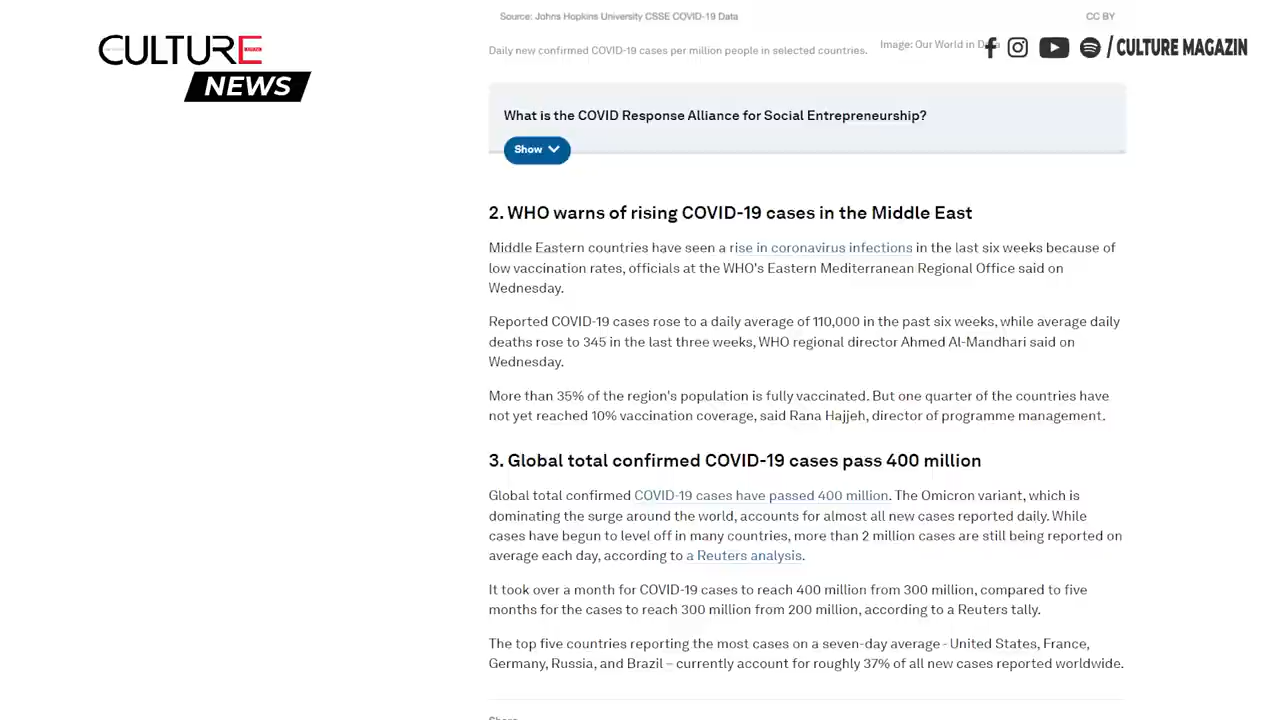 CULTURE
NEWS
Source: Johns Hopkins University CSSE COVID-19 Data
CC BY
Daily new confirmed COVID-19 cases per million people in selected countries.
Image: Our World in
/ CULTURE MAGAZIN
What is the COVID Response Alliance for Social Entrepreneurship?
Show
2. WHO warns of rising COVID-19 cases in the Middle East
Middle Eastern countries have seen a rise in coronavirus infections in the last six weeks because of
low vaccination rates, officials at the WHO's Eastern Mediterranean Regional Office said on
Wednesday.
Reported COVID-19 cases rose to a daily average of 110,000 in the past six weeks, while average daily
deaths rose to 345 in the last three weeks, WHO regional director Ahmed Al-Mandhari said on
Wednesday.
More than 35% of the region's population is fully vaccinated. But one quarter of the countries have
not yet reached 10% vaccination coverage, said Rana Hajjeh, director of programme management.
3. Global total confirmed COVID-19 cases pass 400 million
Global total confirmed COVID-19 cases have passed 400 million. The Omicron variant, which is
dominating the surge around the world, accounts for almost all new cases reported daily. While
cases have begun to level off in many countries, more than 2 million cases are still being reported on
average each day, according to a Reuters analysis.
It took over a month for COVID-19 cases to reach 400 million from 300 million, compared to five
months for the cases to reach 300 million from 200 million, according to a Reuters tally.
The top five countries reporting the most cases on a seven-day average - United States, France,
Germany, Russia, and Brazil – currently account for roughly 37% of all new cases reported worldwide.